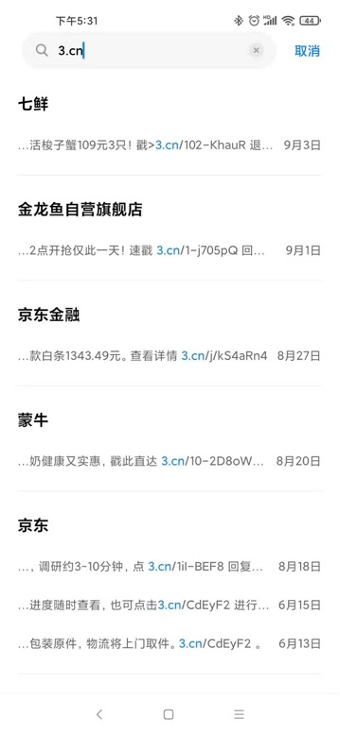 下午5:31
44
3.cn
取消
七鲜
...活梭子蟹109元3只! 戳>3.cn/102-KhauR 退... 9月3日
金龙鱼自营旗舰店
...2点开抢仅此一天! 速戳 3.cn/1-j705pQ 回... 9月1日
京东金融
...款白条1343.49元。查看详情 3.cn/j/kS4aRn4 8月27日
蒙牛
...奶健康又实惠, 戳此直达 3.cn/10-2D8oW... 8月20日
京东
..., 调研约3-10分钟, 点 3.cn/1iI-BEF8 回复... 8月18日
...进度随时查看, 也可点击3.cn/CdEyF2 进行... 6月15日
...包装原件, 物流将上门取件。3.cn/CdEyF2 。 6月13日